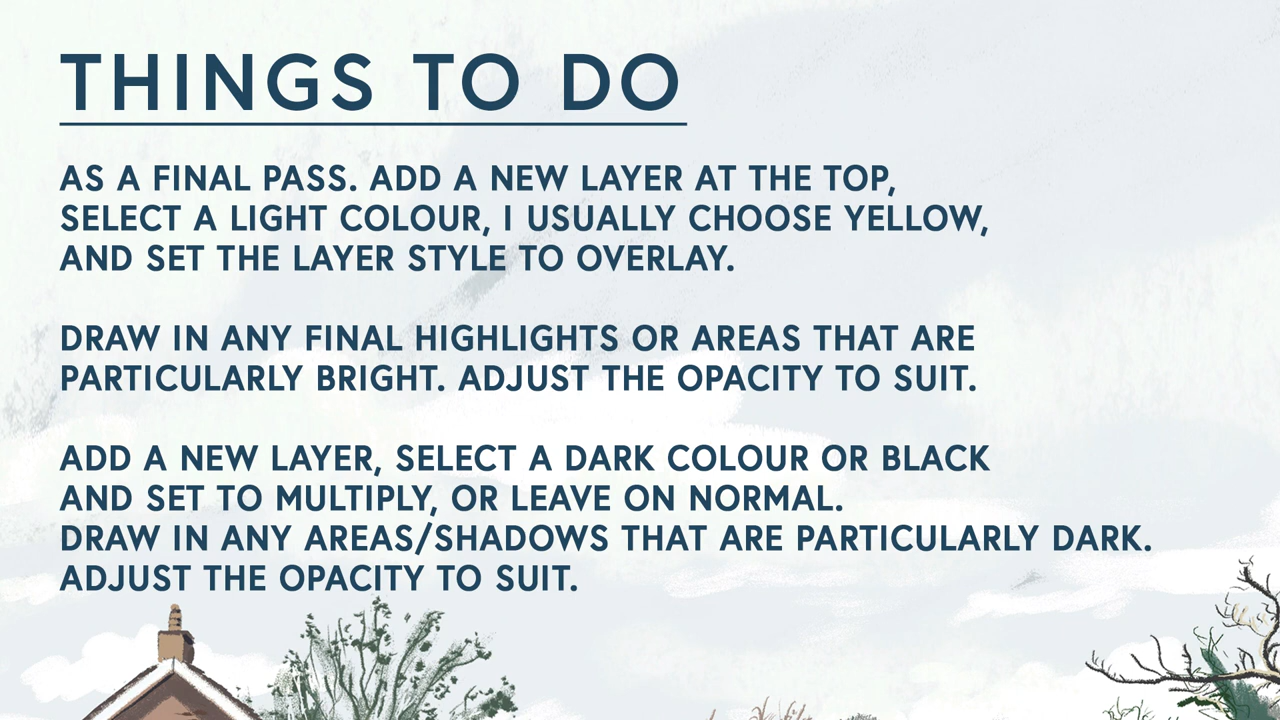 THINGS TO DO
AS A FINAL PASS. ADD A NEW LAYER AT THE TOP,
SELECT A LIGHT COLOUR, I USUALLY CHOOSE YELLOW,
AND SET THE LAYER STYLE TO OVERLAY.
DRAW IN ANY FINAL HIGHLIGHTS OR AREAS THAT ARE
PARTICULARLY BRIGHT. ADJUST THE OPACITY TO SUIT.
ADD A NEW LAYER, SELECT A DARK COLOUR OR BLACK
AND SET TO MULTIPLY, OR LEAVE ON NORMAL.
DRAW IN ANY AREAS/SHADOWS THAT ARE PARTICULARLY DARK.
ADJUST THE OPACITY TO SUIT.